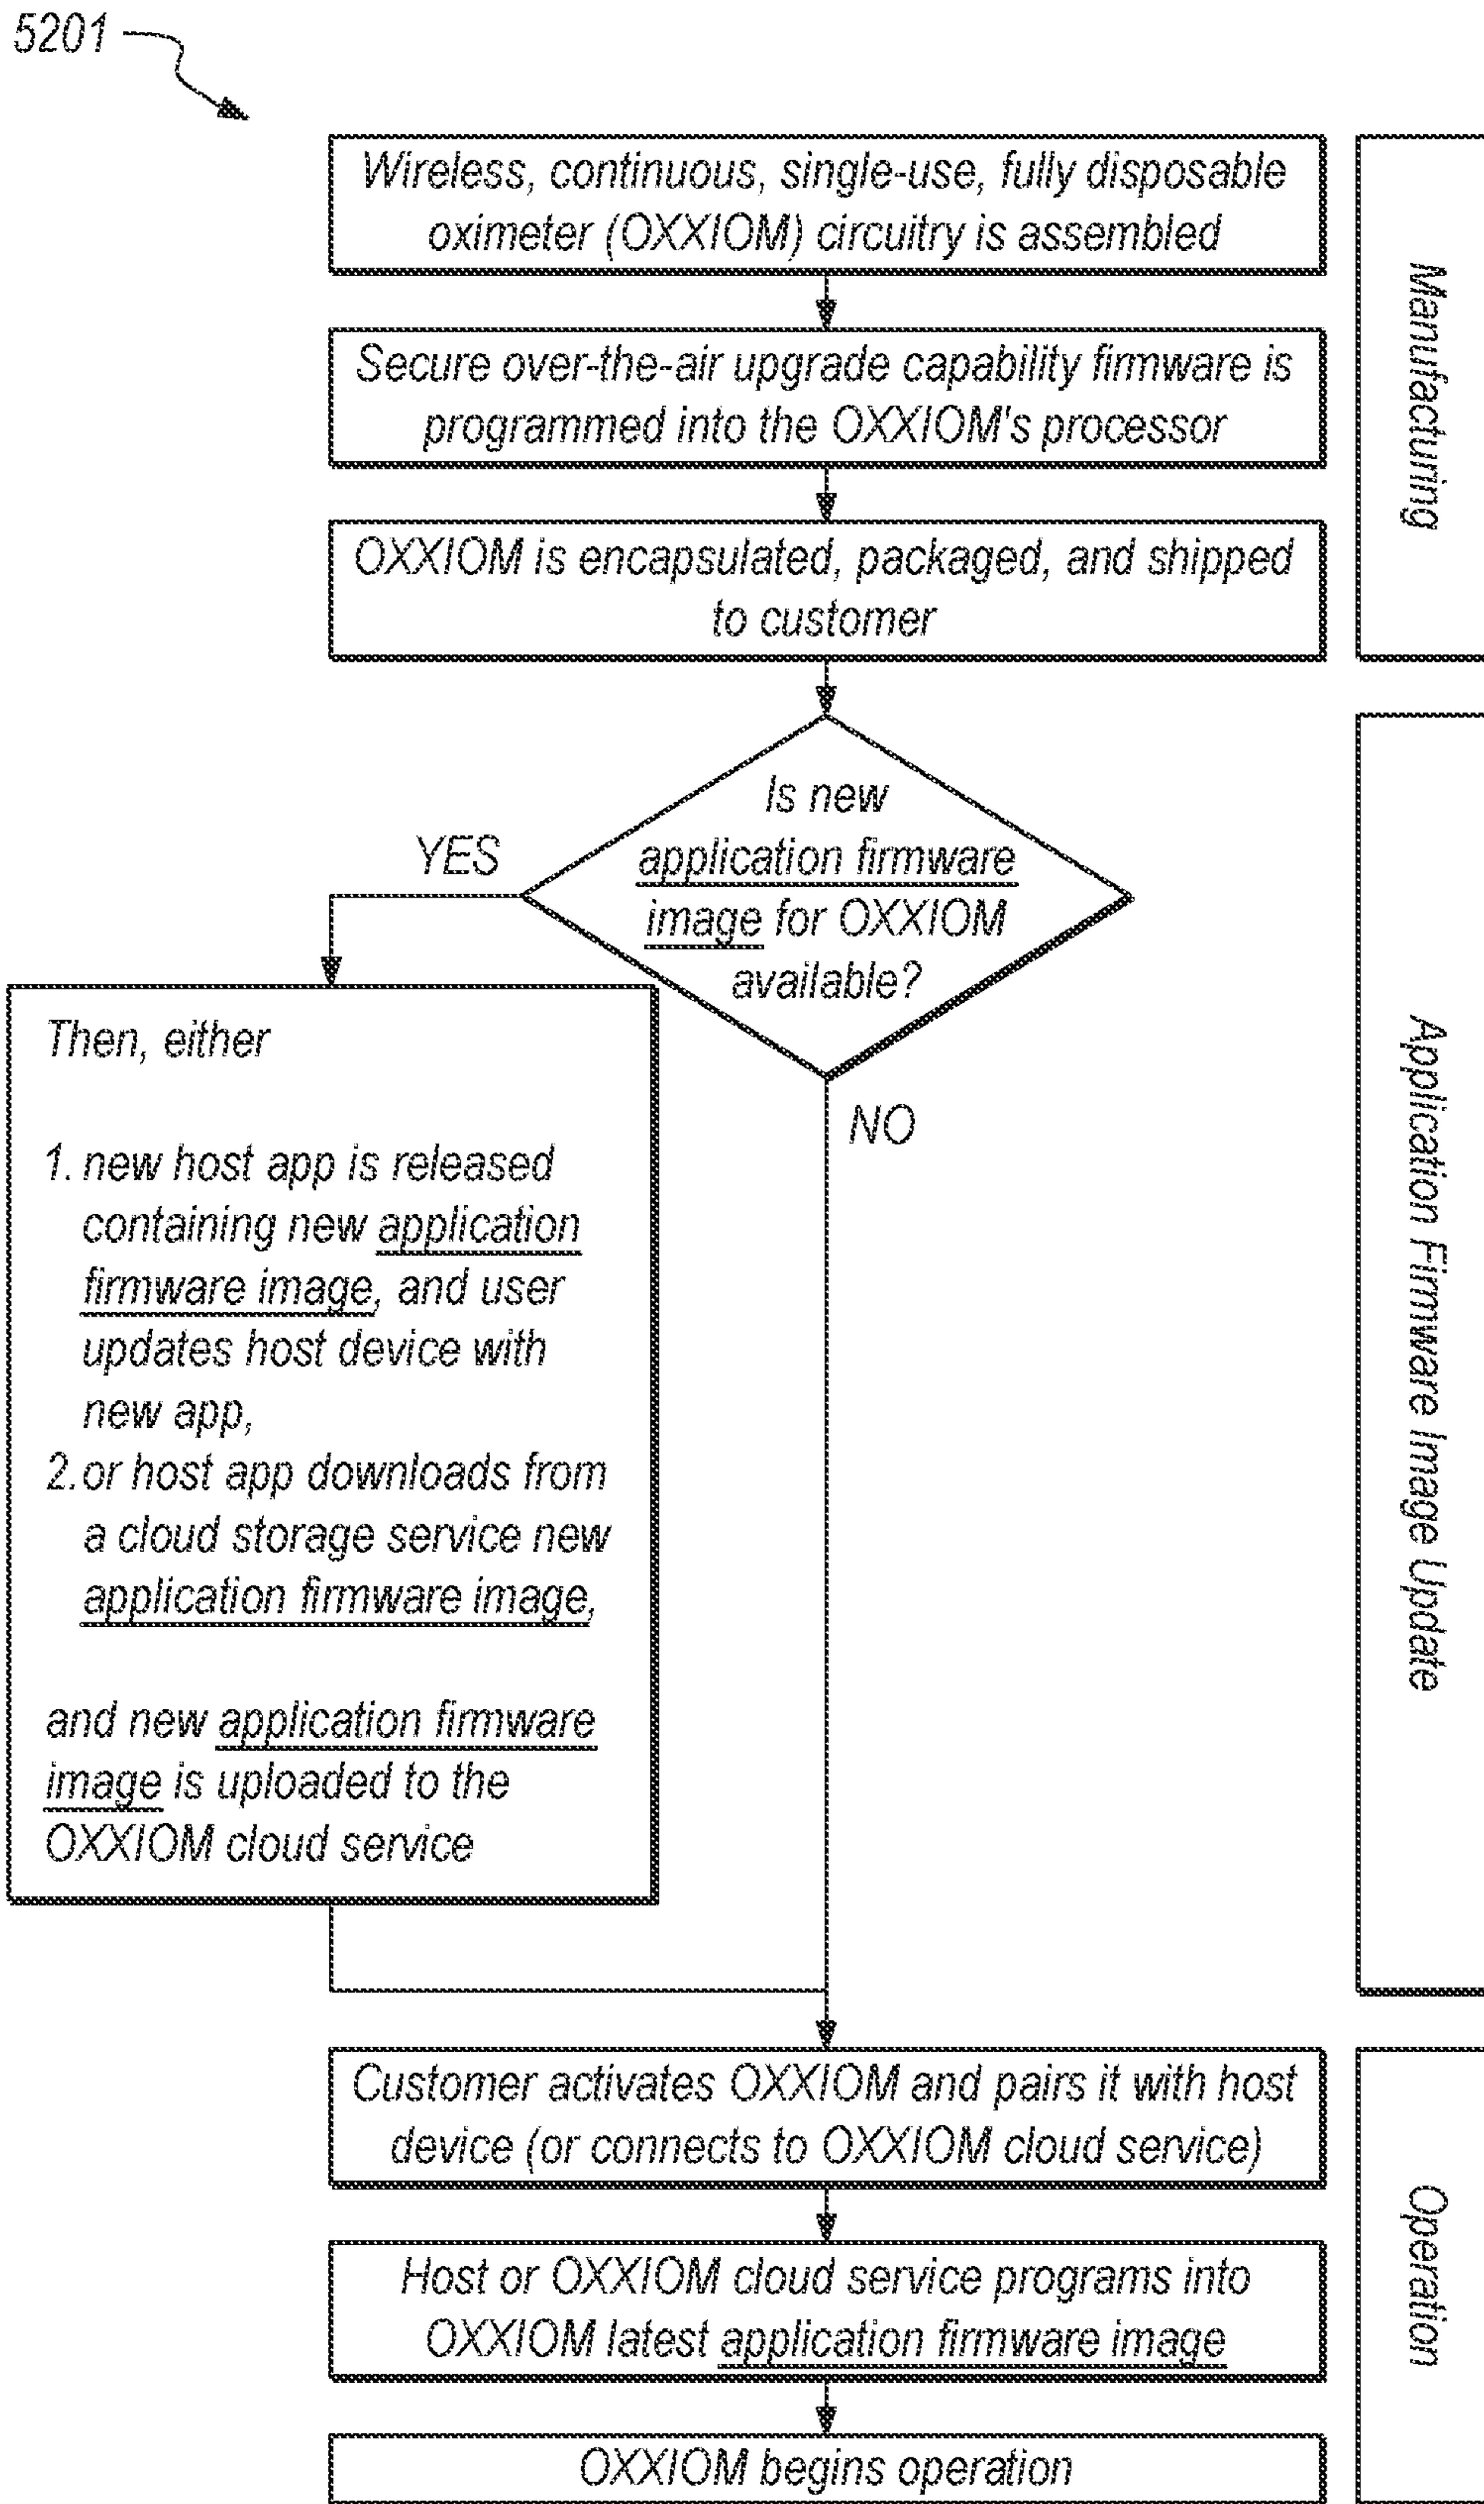 5201
Wireless, continuous, single-use, fully disposable
oximeter (OXXIOM) circuitry is assembled
Secure over-the-air upgrade capability firmware is
programmed into the OXXIOM's processor
OXXIOM is encapsulated, packaged, and shipped
to customer
Manufacturing
Is new
application firmware
image for OXXIOM
available?
YES
NO
Then, either
1. new host app is released
containing new application
firmware image, and user
updates host device with
new app,
2. or host app downloads from
a cloud storage service new
application firmware image,
and new application firmware
image is uploaded to the
OXXIOM cloud service
Application Firmware Image Update
Customer activates OXXIOM and pairs it with host
device (or connects to OXXIOM cloud service)
Host or OXXIOM cloud service programs into
OXXIOM latest application firmware image
OXXIOM begins operation
Operation